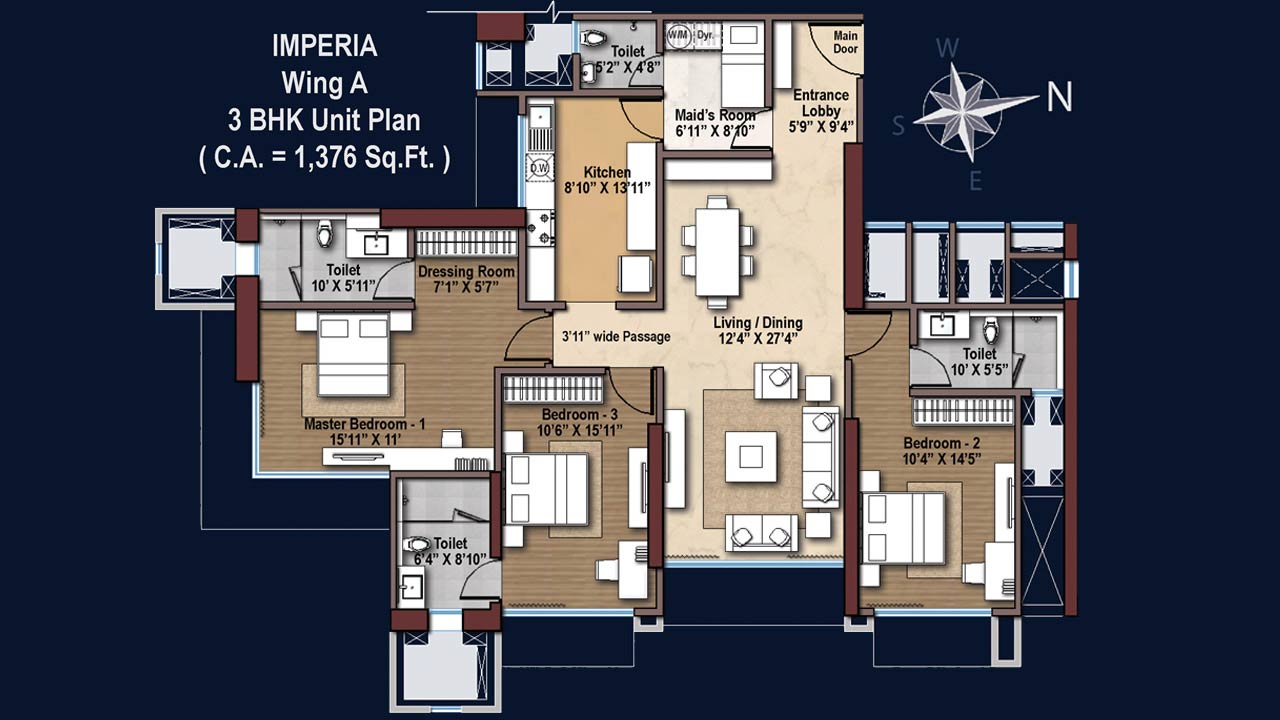 IMPERIA
Wing A
3 BHK Unit Plan
( C.A. = 1,376 Sq.Ft. )
Toilet
5'2” X 4'8”
W/M
Dyr.
Main
Door
Maid's Room
6'11” X 8'10”
Entrance
Lobby
5'9” X 9'4”
W
N
S
E
D.W
Kitchen
8'10” X 13'11”
Toilet
10' X 5'11”
Dressing Room
7'1” X 5'7”
3'11” wide Passage
Living / Dining
12'4” X 27'4”
Toilet
10' X 5'5”
Master Bedroom - 1
15'11” X 11'
Bedroom - 3
10'6” X 15'11”
Bedroom - 2
10'4” X 14'5”
Toilet
6'4” X 8'10”